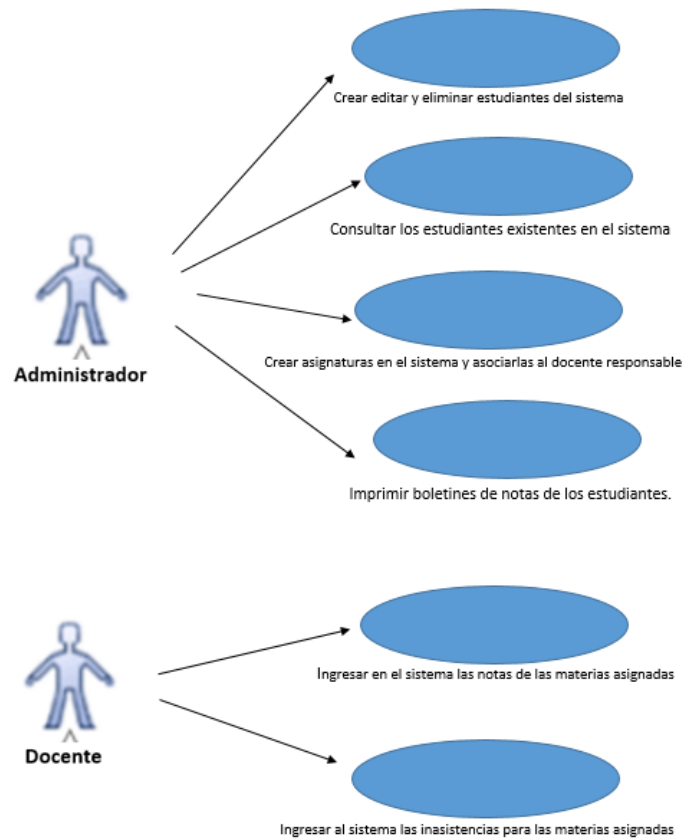 Crear editar y eliminar estudiantes del sistema
Consultar los estudiantes existentes en el sistema
Administrador
Crear asignaturas en el sistema y asociarlas al docente responsable
Imprimir boletines de notas de los estudiantes.
Ingresar en el sistema las notas de las materias asignadas
Docente
Ingresar al sistema las inasistencias para las materias asignadas